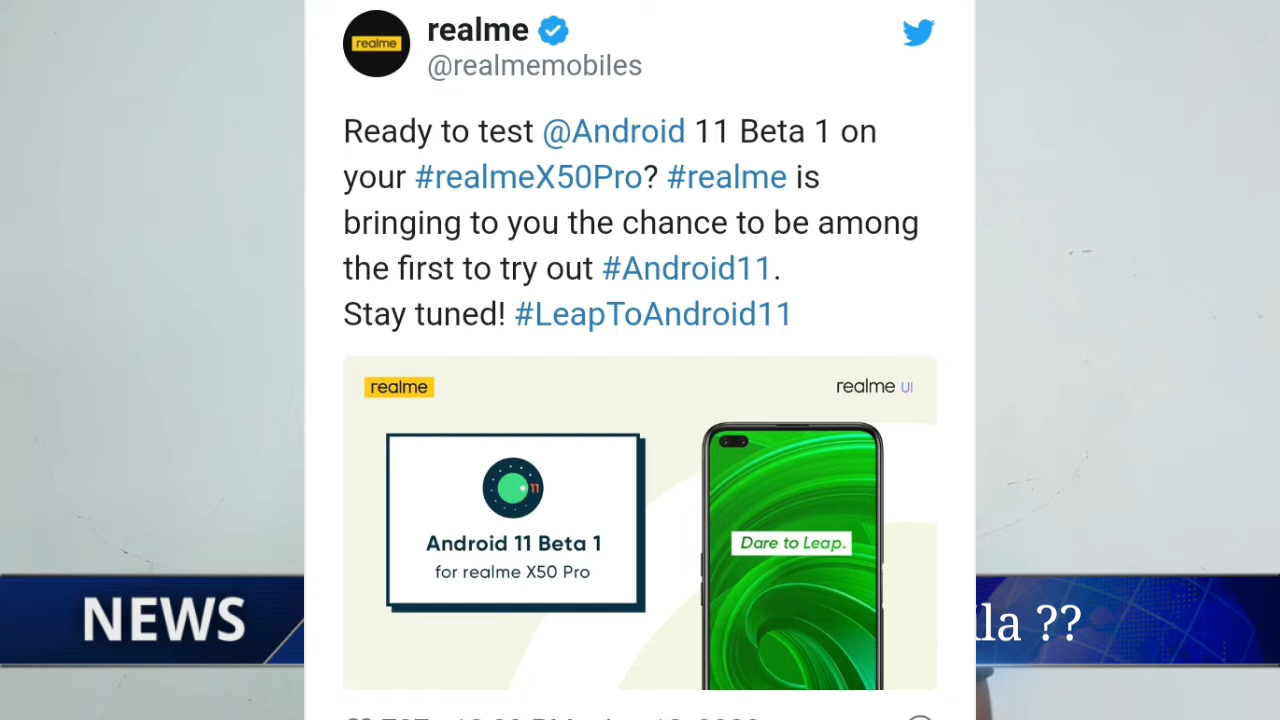 realme
realme
@realmemobiles
Ready to test @Android 11 Beta 1 on
your #realmeX50Pro? #realme is
bringing to you the chance to be among
the first to try out #Android11.
Stay tuned! #LeapToAndroid11
realme
realme UI
11
Android 11 Beta 1
for realme X50 Pro
Dare to Leap.
NEWS
??